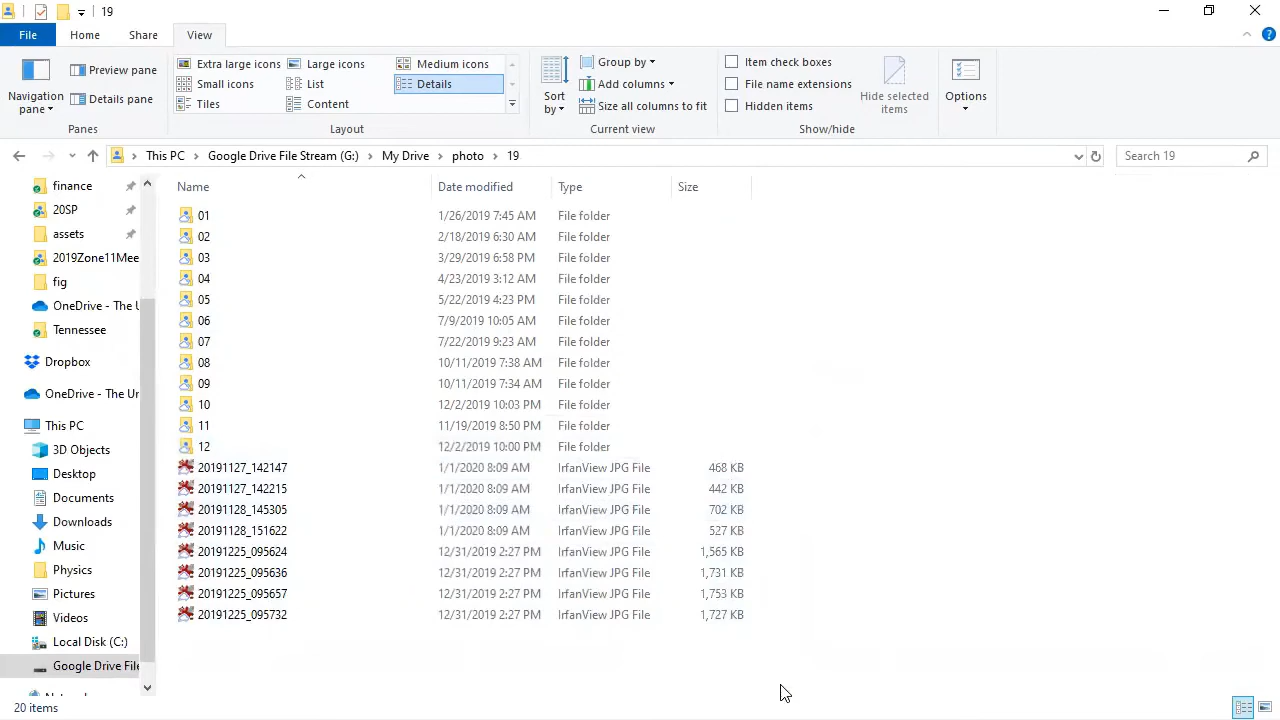 19
File Home Share View
Extra large icons Large icons Medium icons
Small icons List Details
Tiles Content
Navigation pane
Preview pane
Details pane
Panes
Layout
Sort by
Group by
Add columns
Size all columns to fit
Current view
Item check boxes
File name extensions
Hidden items
Hide selected items
Show/hide
Options
This PC > Google Drive File Stream (G:) > My Drive > photo > 19
Search 19
finance
20SP
assets
2019Zone11Mee
fig
OneDrive - The U
Tennessee
Dropbox
OneDrive - The Un
This PC
3D Objects
Desktop
Documents
Downloads
Music
Physics
Pictures
Videos
Local Disk (C:)
Google Drive File
Name Date modified Type Size
01 1/26/2019 7:45 AM File folder
02 2/18/2019 6:30 AM File folder
03 3/29/2019 6:58 PM File folder
04 4/23/2019 3:12 AM File folder
05 5/22/2019 4:23 PM File folder
06 7/9/2019 10:05 AM File folder
07 7/22/2019 9:23 AM File folder
08 10/11/2019 7:38 AM File folder
09 10/11/2019 7:34 AM File folder
10 12/2/2019 10:03 PM File folder
11 11/19/2019 8:50 PM File folder
12 12/2/2019 10:00 PM File folder
20191127_142147 1/1/2020 8:09 AM IrfanView JPG File 468 KB
20191127_142215 1/1/2020 8:09 AM IrfanView JPG File 442 KB
20191128_145305 1/1/2020 8:09 AM IrfanView JPG File 702 KB
20191128_151622 1/1/2020 8:09 AM IrfanView JPG File 527 KB
20191225_095624 12/31/2019 2:27 PM IrfanView JPG File 1,565 KB
20191225_095636 12/31/2019 2:27 PM IrfanView JPG File 1,731 KB
20191225_095657 12/31/2019 2:27 PM IrfanView JPG File 1,753 KB
20191225_095732 12/31/2019 2:27 PM IrfanView JPG File 1,727 KB
20 items